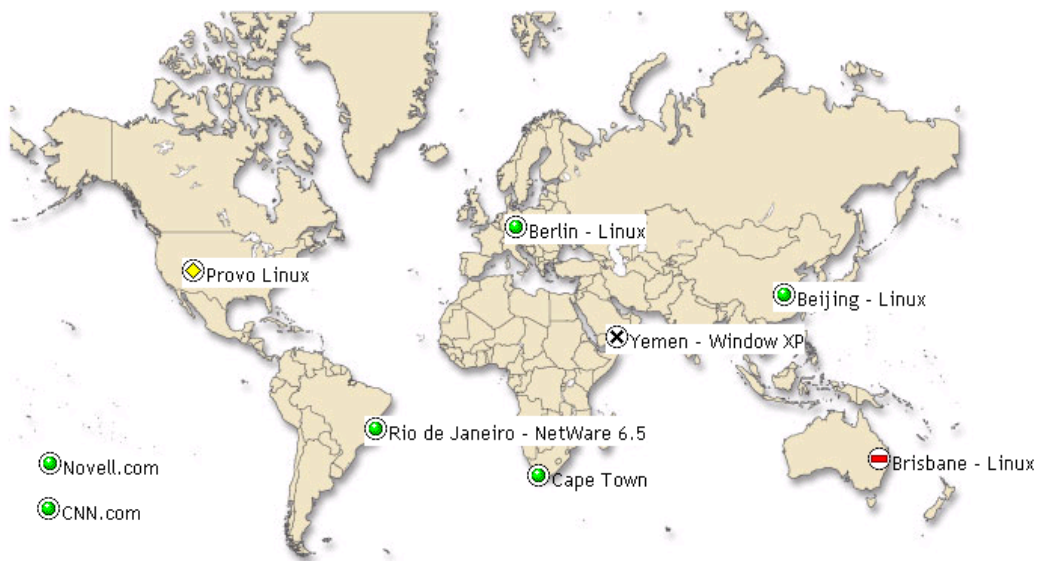 Berlin - Linux
Provo Linux
Beijing - Linux
Yemen - Window XP
Rio de Janeiro - NetWare 6.5
Novell.com
Brisbane - Linux
Cape Town
CNN.com